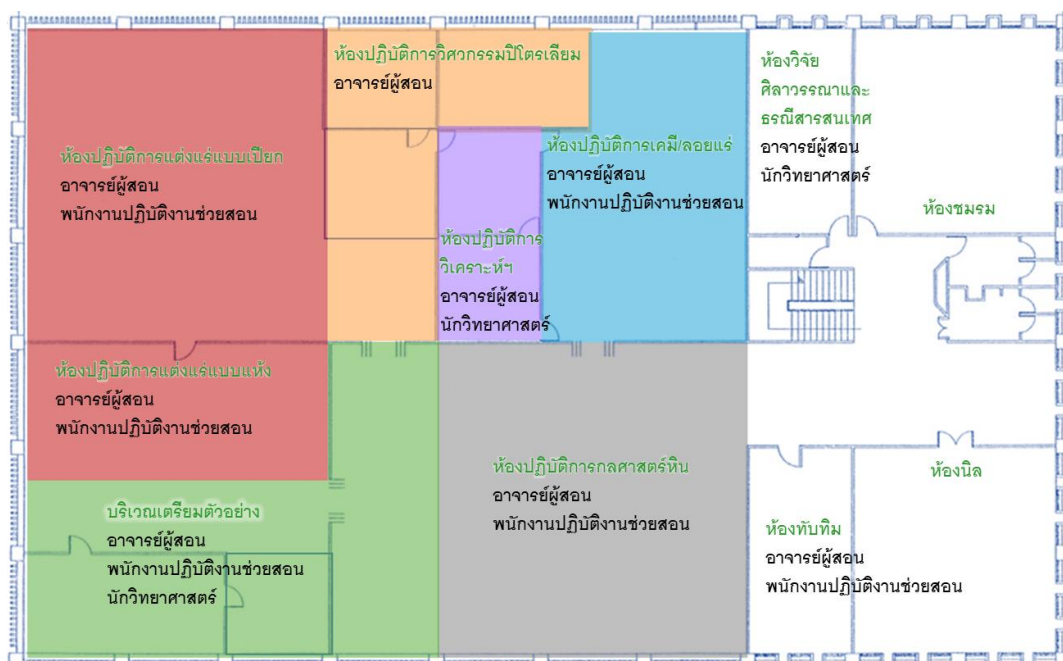 ห้องปฏิบัติการวิศวกรรมปิโตรเลียม
อาจารย์ผู้สอน
ห้องวิจัย
ศิลาวรรณาและ
ธรณีสารสนเทศ
อาจารย์ผู้สอน
นักวิทยาศาสตร์
ห้องปฏิบัติการแต่งแร่แบบเปียก
อาจารย์ผู้สอน
พนักงานปฏิบัติงานช่วยสอน
ห้องปฏิบัติการเคมี/ลอยแร่
อาจารย์ผู้สอน
พนักงานปฏิบัติงานช่วยสอน
ห้องชมรม
ห้องปฏิบัติการ
วิเคราะห์ฯ
อาจารย์ผู้สอน
นักวิทยาศาสตร์
ห้องปฏิบัติการแต่งแร่แบบแห้ง
อาจารย์ผู้สอน
พนักงานปฏิบัติงานช่วยสอน
ห้องปฏิบัติการกลศาสตร์หิน
อาจารย์ผู้สอน
พนักงานปฏิบัติงานช่วยสอน
ห้องนิล
บริเวณเตรียมตัวอย่าง
อาจารย์ผู้สอน
พนักงานปฏิบัติงานช่วยสอน
นักวิทยาศาสตร์
ห้องทับทิม
อาจารย์ผู้สอน
พนักงานปฏิบัติงานช่วยสอน